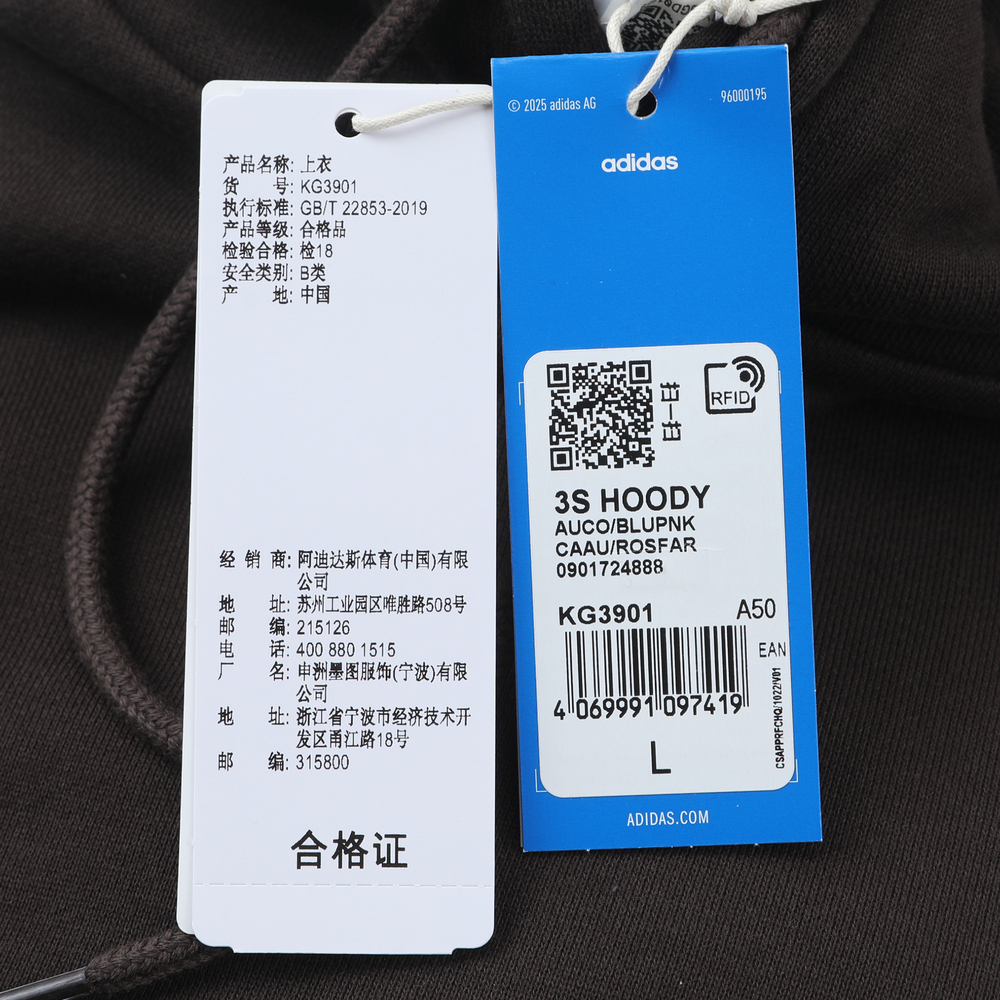 产品名称: 上衣
货 号: KG3901
执行标准: GB/T 22853-2019
产品等级: 合格品
检验合格: 检18
安全类别: B类
产 地: 中国
经 销 商: 阿迪达斯体育(中国)有限
公司
地 址: 苏州工业园区唯胜路508号
邮 编: 215126
电 话: 400 880 1515
厂 名: 申洲墨图服饰(宁波)有限
公司
地 址: 浙江省宁波市经济技术开
发区甬江路18号
邮 编: 315800
合格证
© 2025 adidas AG
96000195
adidas
扫一扫
RFID
3S HOODY
AUCO/BLUPNK
CAAU/ROSFAR
0901724888
KG3901
A50
EAN
4 069991 097419
CSAPPRFCHQ/1022/V01
L
ADIDAS.COM